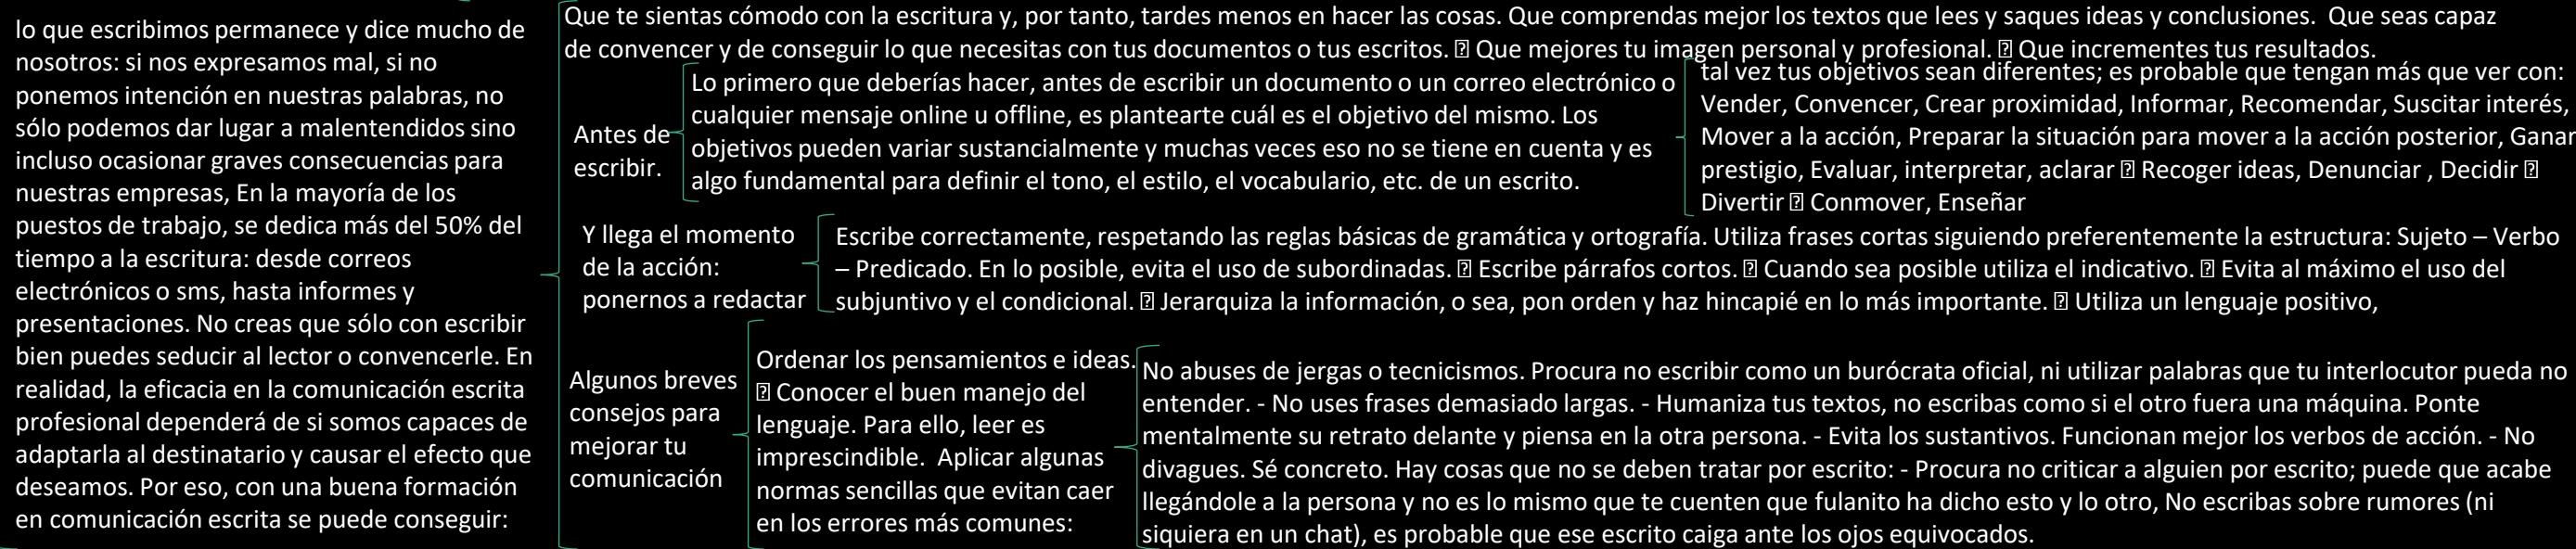 lo que escribimos permanece y dice mucho de
nosotros: si nos expresamos mal, si no
ponemos intención en nuestras palabras, no
sólo podemos dar lugar a malentendidos sino
incluso ocasionar graves consecuencias para
nuestras empresas, En la mayoría de los
puestos de trabajo, se dedica más del 50% del
tiempo a la escritura: desde correos
electrónicos o sms, hasta informes y
presentaciones. No creas que sólo con escribir
bien puedes seducir al lector o convencerle. En
realidad, la eficacia en la comunicación escrita
profesional dependerá de si somos capaces de
adaptarla al destinatario y causar el efecto que
deseamos. Por eso, con una buena formación
en comunicación escrita se puede conseguir:
Que te sientas cómodo con la escritura y, por tanto, tardes menos en hacer las cosas. Que comprendas mejor los textos que lees y saques ideas y conclusiones. Que seas capaz
de convencer y de conseguir lo que necesitas con tus documentos o tus escritos. ⍰ Que mejores tu imagen personal y profesional. ⍰ Que incrementes tus resultados.
Antes de
escribir.
Lo primero que deberías hacer, antes de escribir un documento o un correo electrónico o
cualquier mensaje online u offline, es plantearte cuál es el objetivo del mismo. Los
objetivos pueden variar sustancialmente y muchas veces eso no se tiene en cuenta y es
algo fundamental para definir el tono, el estilo, el vocabulario, etc. de un escrito.
tal vez tus objetivos sean diferentes; es probable que tengan más que ver con:
Vender, Convencer, Crear proximidad, Informar, Recomendar, Suscitar interés,
Mover a la acción, Preparar la situación para mover a la acción posterior, Ganar
prestigio, Evaluar, interpretar, aclarar ⍰ Recoger ideas, Denunciar , Decidir ⍰
Divertir ⍰ Conmover, Enseñar
Y llega el momento
de la acción:
ponernos a redactar
Escribe correctamente, respetando las reglas básicas de gramática y ortografía. Utiliza frases cortas siguiendo preferentemente la estructura: Sujeto – Verbo
– Predicado. En lo posible, evita el uso de subordinadas. ⍰ Escribe párrafos cortos. ⍰ Cuando sea posible utiliza el indicativo. ⍰ Evita al máximo el uso del
subjuntivo y el condicional. ⍰ Jerarquiza la información, o sea, pon orden y haz hincapié en lo más importante. ⍰ Utiliza un lenguaje positivo,
Algunos breves
consejos para
mejorar tu
comunicación
Ordenar los pensamientos e ideas.
⍰ Conocer el buen manejo del
lenguaje. Para ello, leer es
imprescindible. Aplicar algunas
normas sencillas que evitan caer
en los errores más comunes:
No abuses de jergas o tecnicismos. Procura no escribir como un burócrata oficial, ni utilizar palabras que tu interlocutor pueda no
entender. - No uses frases demasiado largas. - Humaniza tus textos, no escribas como si el otro fuera una máquina. Ponte
mentalmente su retrato delante y piensa en la otra persona. - Evita los sustantivos. Funcionan mejor los verbos de acción. - No
divagues. Sé concreto. Hay cosas que no se deben tratar por escrito: - Procura no criticar a alguien por escrito; puede que acabe
llegándole a la persona y no es lo mismo que te cuenten que fulanito ha dicho esto y lo otro, No escribas sobre rumores (ni
siquiera en un chat), es probable que ese escrito caiga ante los ojos equivocados.